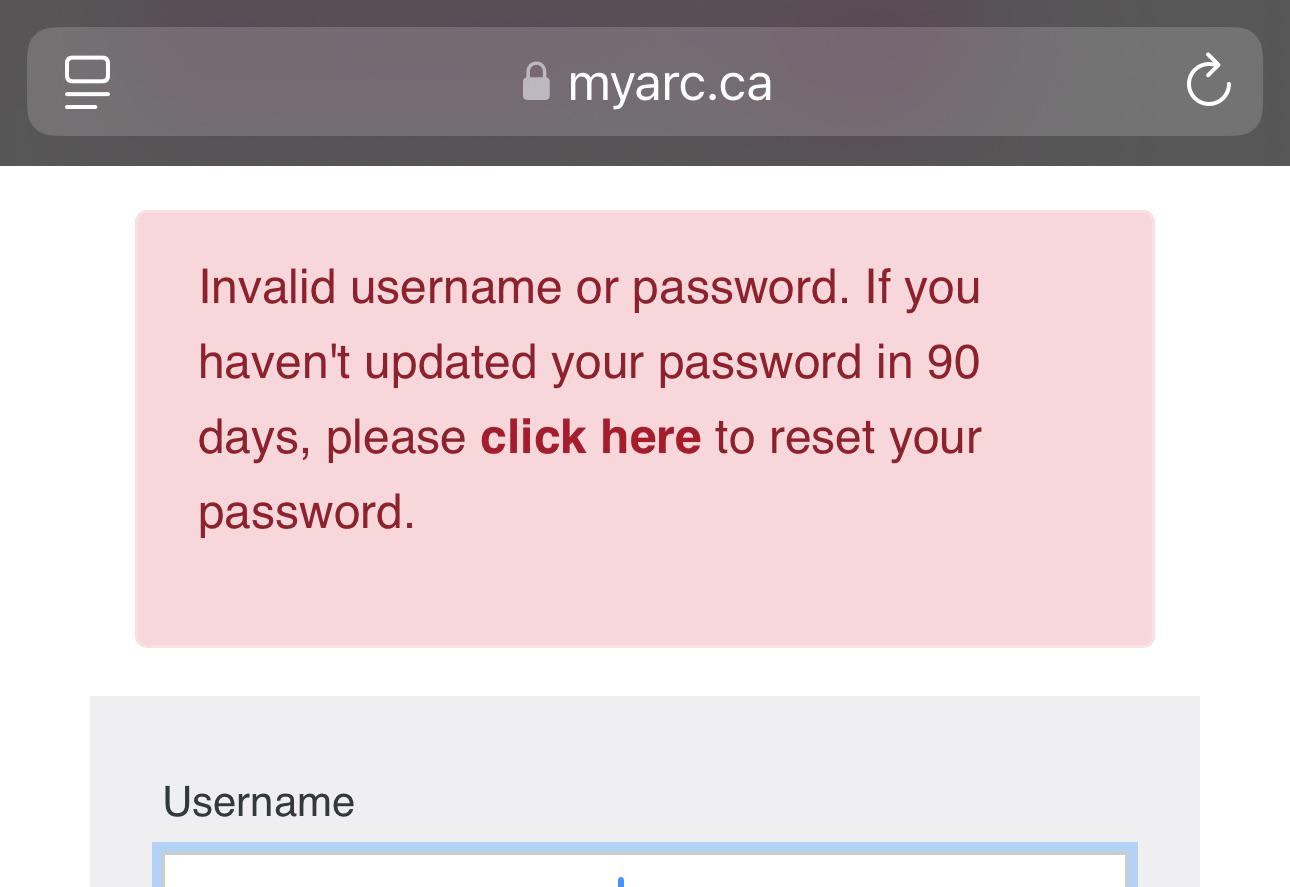 myarc.ca
Invalid username or password. If you
haven't updated your password in 90
days, please click here to reset your
password.
Username